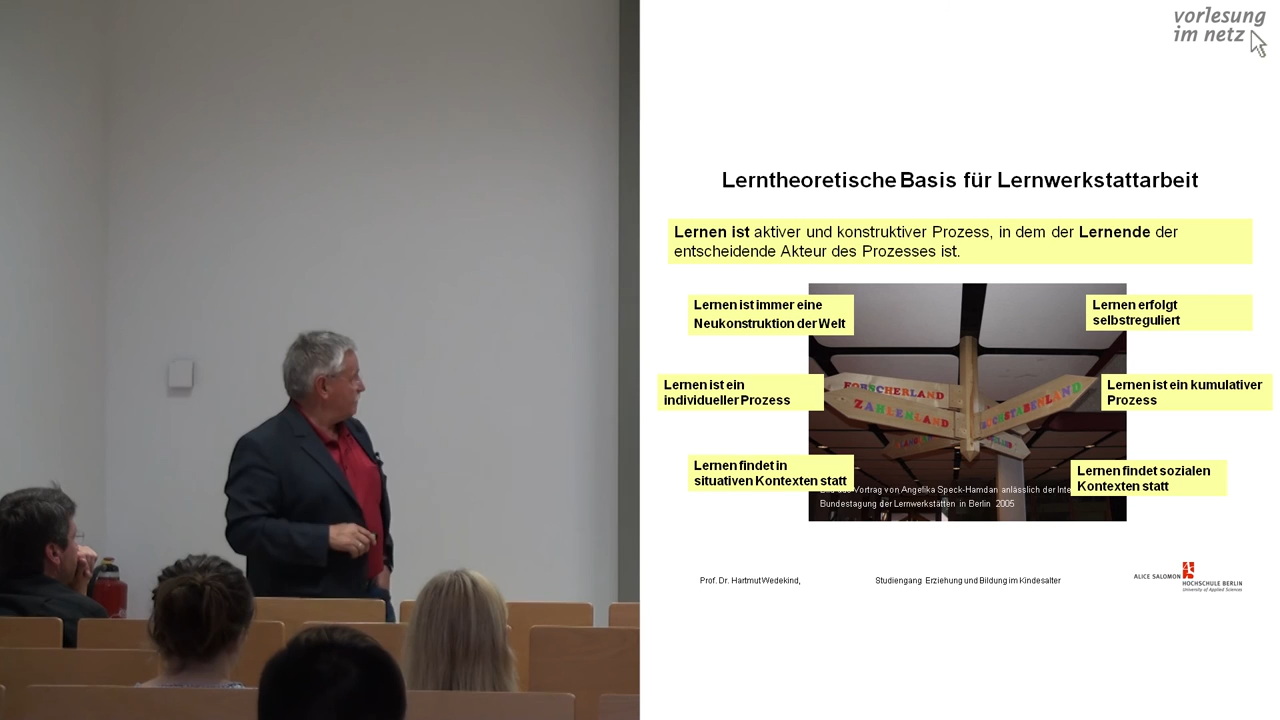 vorlesung
im netz
Lerntheoretische Basis für Lernwerkstattarbeit
Lernen ist aktiver und konstruktiver Prozess, in dem der Lernende der
entscheidende Akteur des Prozesses ist.
Lernen ist immer eine
Neukonstruktion der Welt
Lernen erfolgt
selbstreguliert
Lernen ist ein
individueller Prozess
FORSCHERLAND
ZAHLENLAND
Lernen ist ein kumulativer
Prozess
Lernen findet in
situativen Kontexten statt
Lernen findet sozialen
Kontexten statt
Vortrag von Angelika Speck-Hamdan anlässlich der
Bundestagung der Lernwerkstätten in Berlin 2005
Prof. Dr. Hartmut Wedekind,
Studiengang Erziehung und Bildung im Kindesalter
ALICE SALOMON
HOCHSCHULE BERLIN
University of Applied Sciences